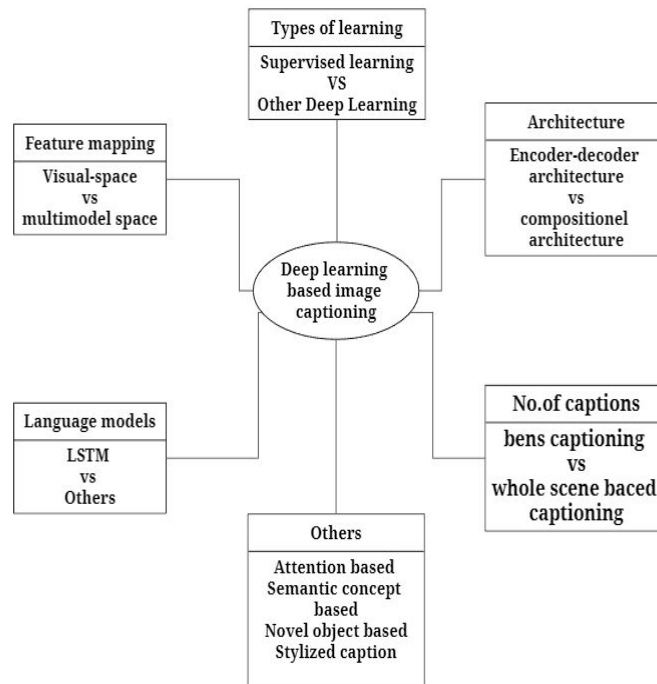 Types of learning
Supervised learning
VS
Other Deep Learning
Feature mapping
Visual-space
vs
multimodel space
Architecture
Encoder-decoder
architecture
vs
compositionel
architecture
Deep learning
based image
captioning
Language models
LSTM
vs
Others
No.of captions
bens captioning
vs
whole scene baced
captioning
Others
Attention based
Semantic concept
based
Novel object based
Stylized caption